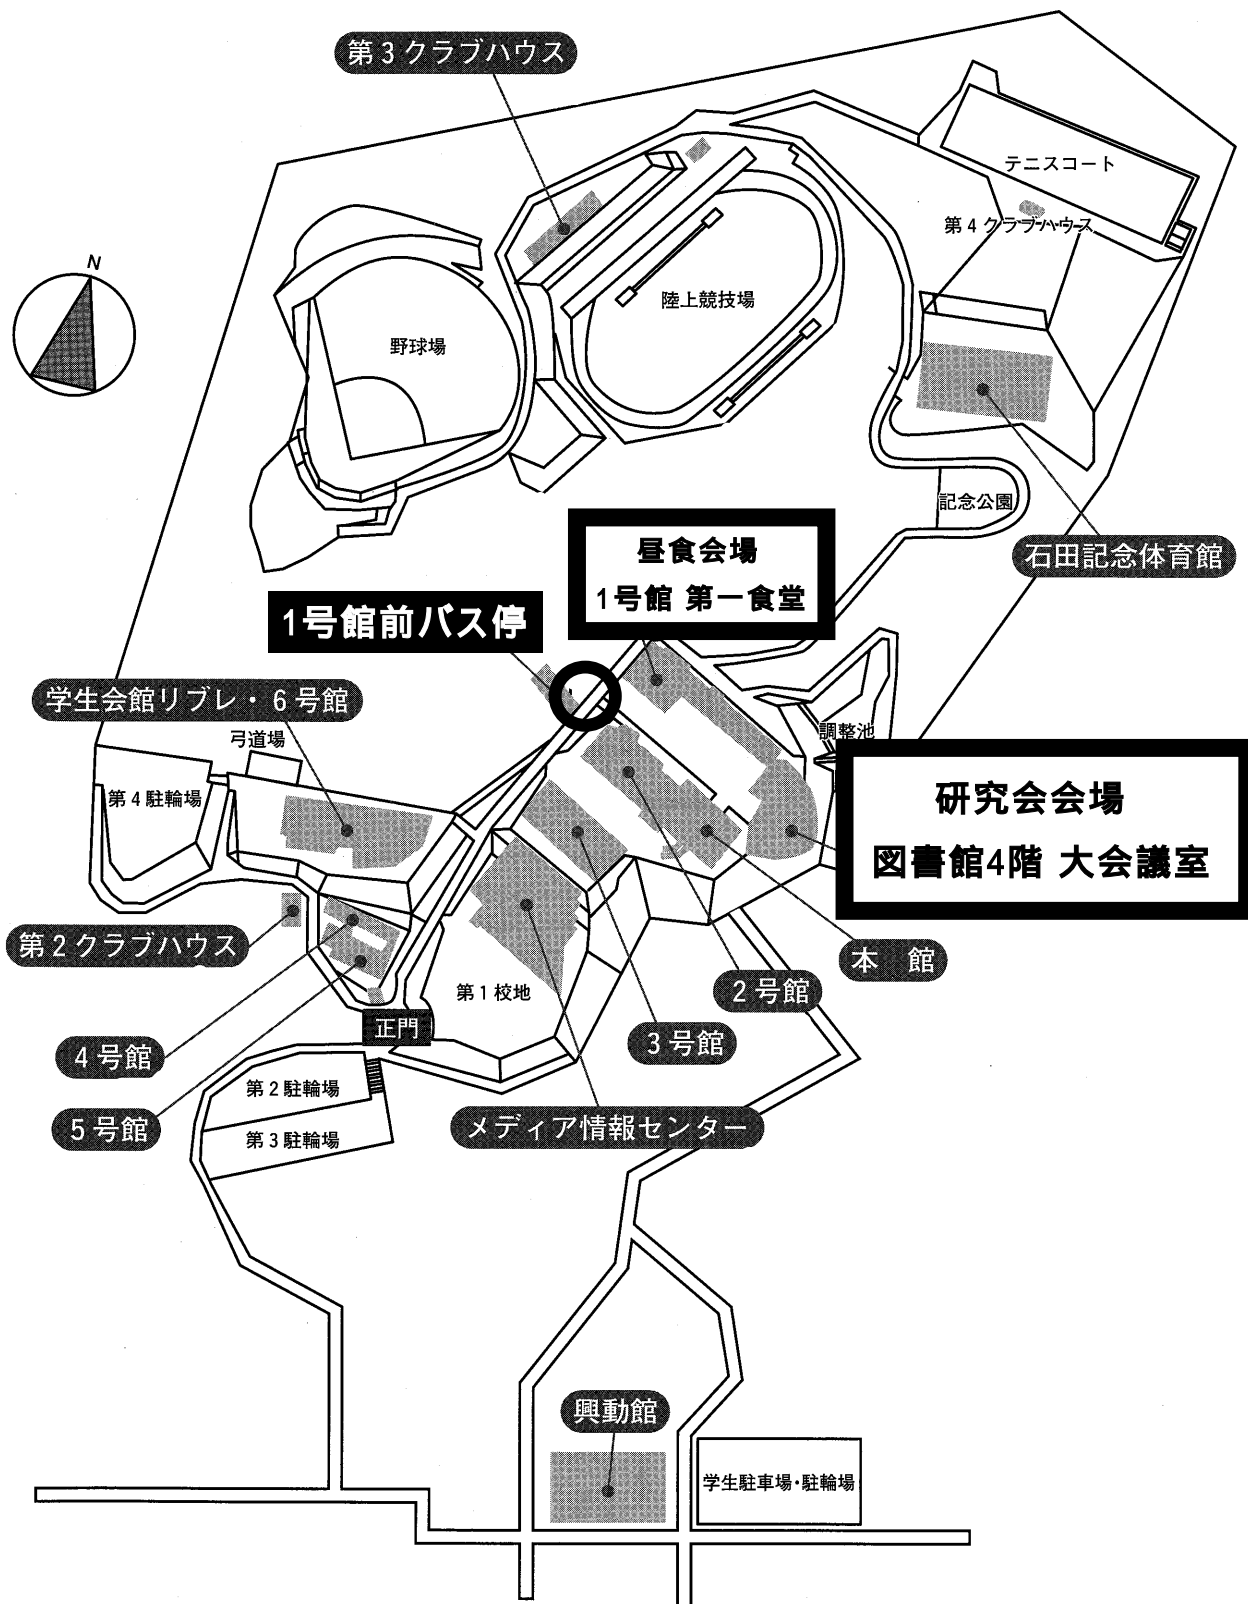 第3クラブハウス
テニスコート
第4クラブハウス
N
陸上競技場
野球場
記念公園
石田記念体育館
昼食会場
1号館 第一食堂
1号館前バス停
学生会館リブレ・6号館
弓道場
調整池
第4駐輪場
研究会会場
図書館4階 大会議室
第2クラブハウス
本 館
第1校地
2号館
正門
3号館
4号館
第2駐輪場
5号館
メディア情報センター
第3駐輪場
興動館
学生駐車場・駐輪場